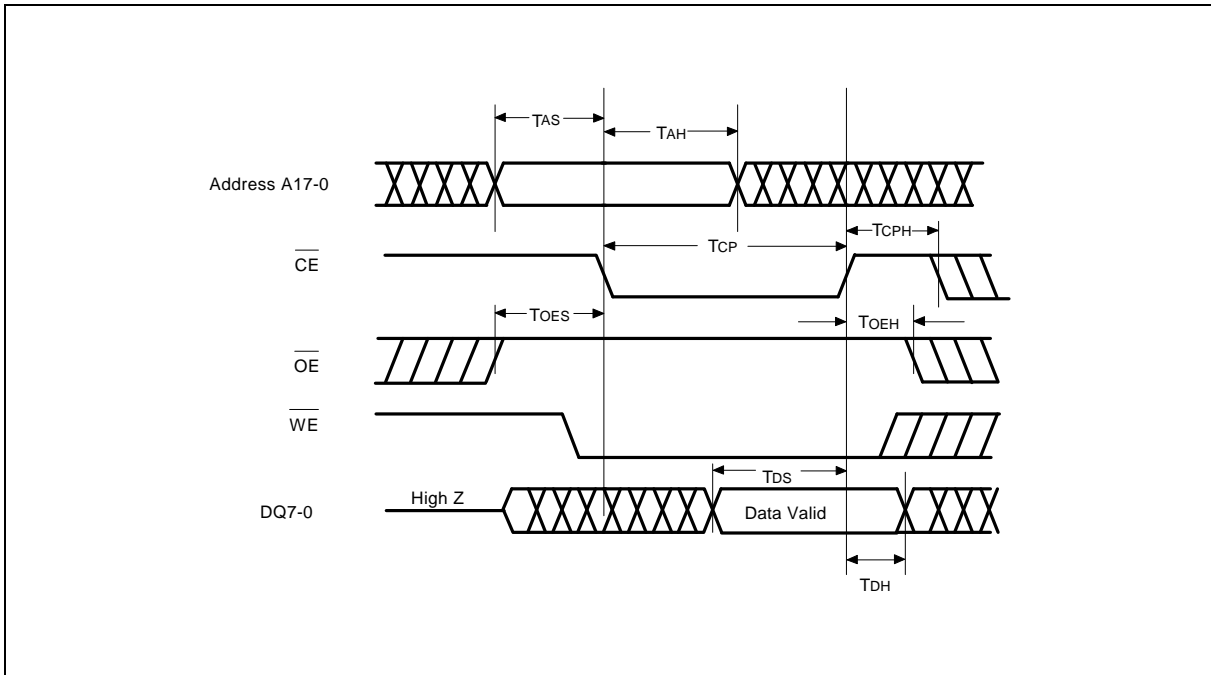 TAS
TAH
Address A17-0
TCPH
TCP
CE
TOES
TOEH
OE
WE
TDS
High Z
DQ7-0
Data Valid
TDH